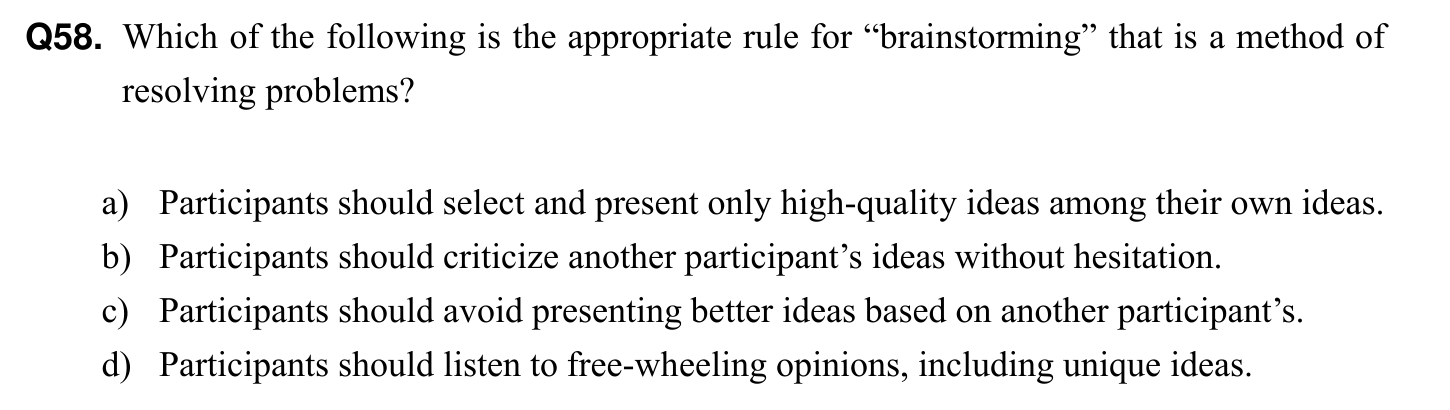 Q58. Which of the following is the appropriate rule for “brainstorming” that is a method of
resolving problems?
a) Participants should select and present only high-quality ideas among their own ideas.
b) Participants should criticize another participant’s ideas without hesitation.
c) Participants should avoid presenting better ideas based on another participant’s.
d) Participants should listen to free-wheeling opinions, including unique ideas.